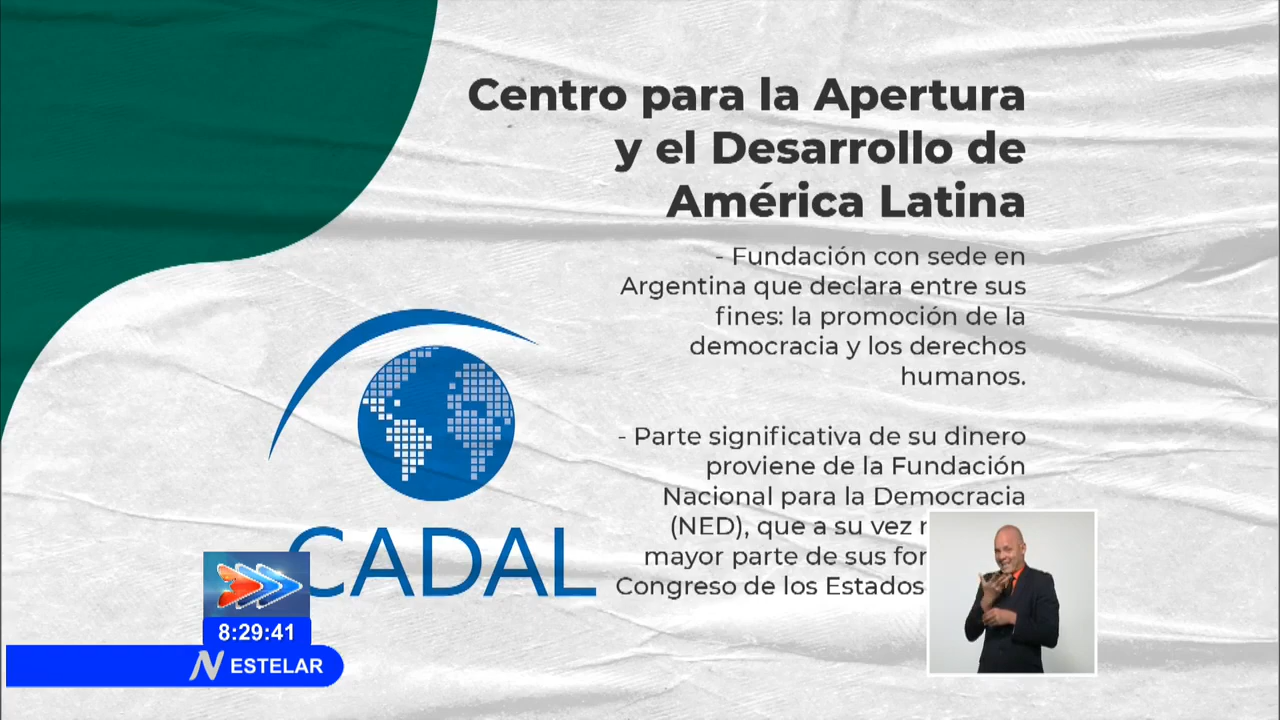 Centro para la Apertura
y el Desarrollo de
América Latina
- Fundación con sede en
Argentina que declara entre sus
fines: la promoción de la
democracia y los derechos
humanos.
- Parte significativa de su dinero
proviene de la Fundación
Nacional para la Democracia
(NED), que a su vez
mayor parte de sus
Congreso de los Estados
CADAL
8:29:41
N ESTELAR